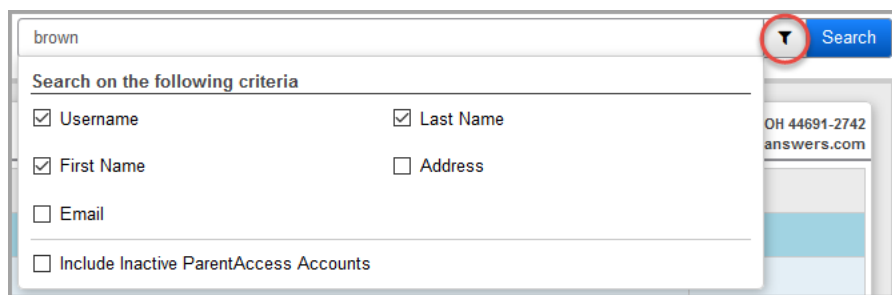 brown
Search
Search on the following criteria
Username
Last Name
OH 44691-2742
answers.com
First Name
Address
Email
Include Inactive ParentAccess Accounts